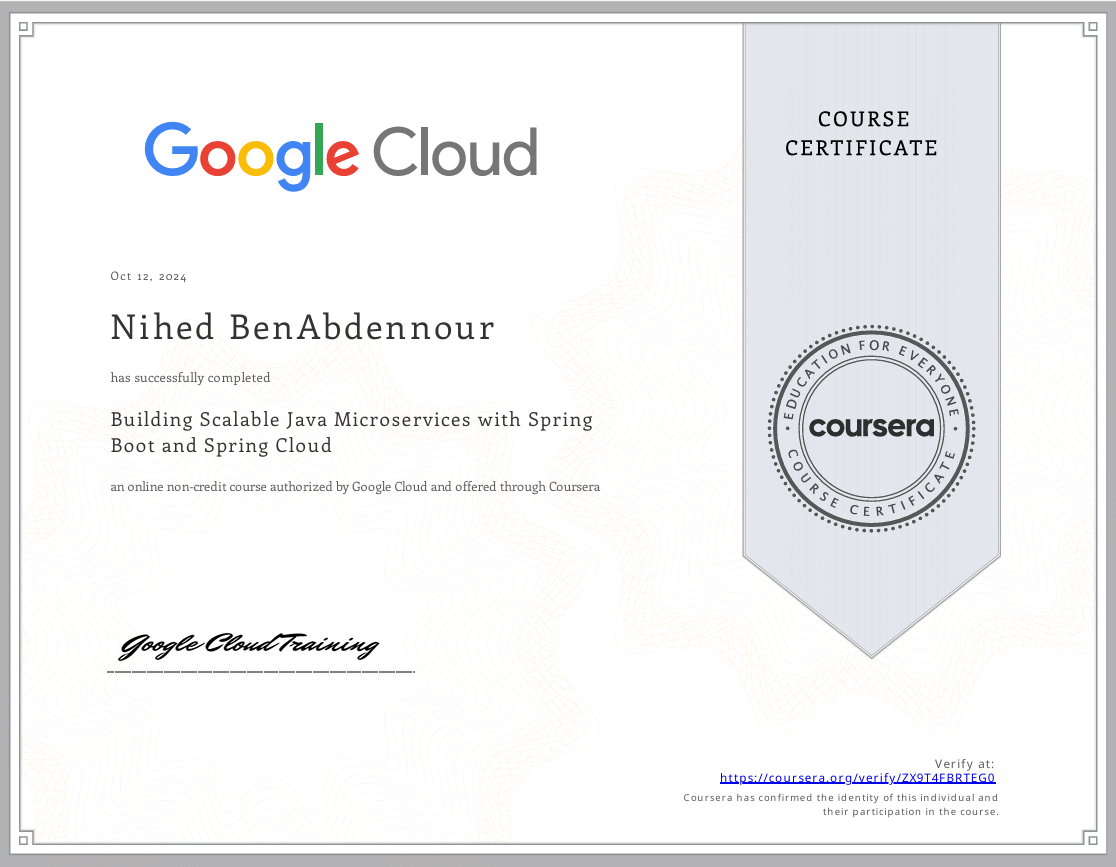 Google Cloud
COURSE
CERTIFICATE
Oct 12, 2024
Nihed BenAbdennour
has successfully completed
Building Scalable Java Microservices with Spring
Boot and Spring Cloud
an online non-credit course authorized by Google Cloud and offered through Coursera
EDUCATION FOR EVERYONE
coursera
COURSE CERTIFICATE
Google Cloud Training
Verify at:
https://coursera.org/verify/ZX9T4FBRTEG0
Coursera has confirmed the identity of this individual and
their participation in the course.